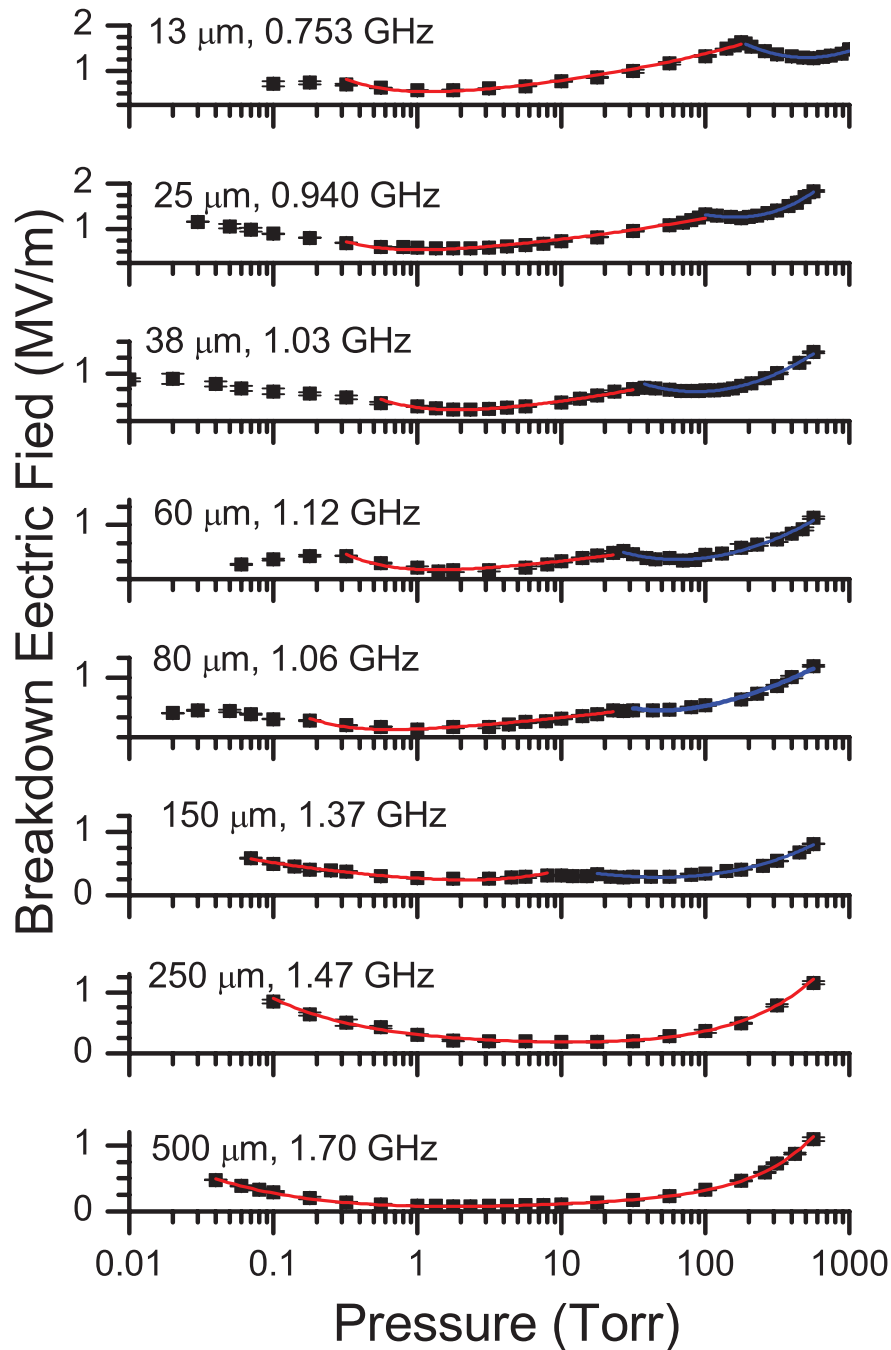 13 μm, 0.753 GHz
2
1
25 μm, 0.940 GHz
2
1
38 μm, 1.03 GHz
1
60 μm, 1.12 GHz
1
80 μm, 1.06 GHz
1
150 μm, 1.37 GHz
1
0
250 μm, 1.47 GHz
1
0
500 μm, 1.70 GHz
1
0
0.01 0.1 1 10 100 1000
Pressure (Torr)
Breakdown Eectric Fied (MV/m)